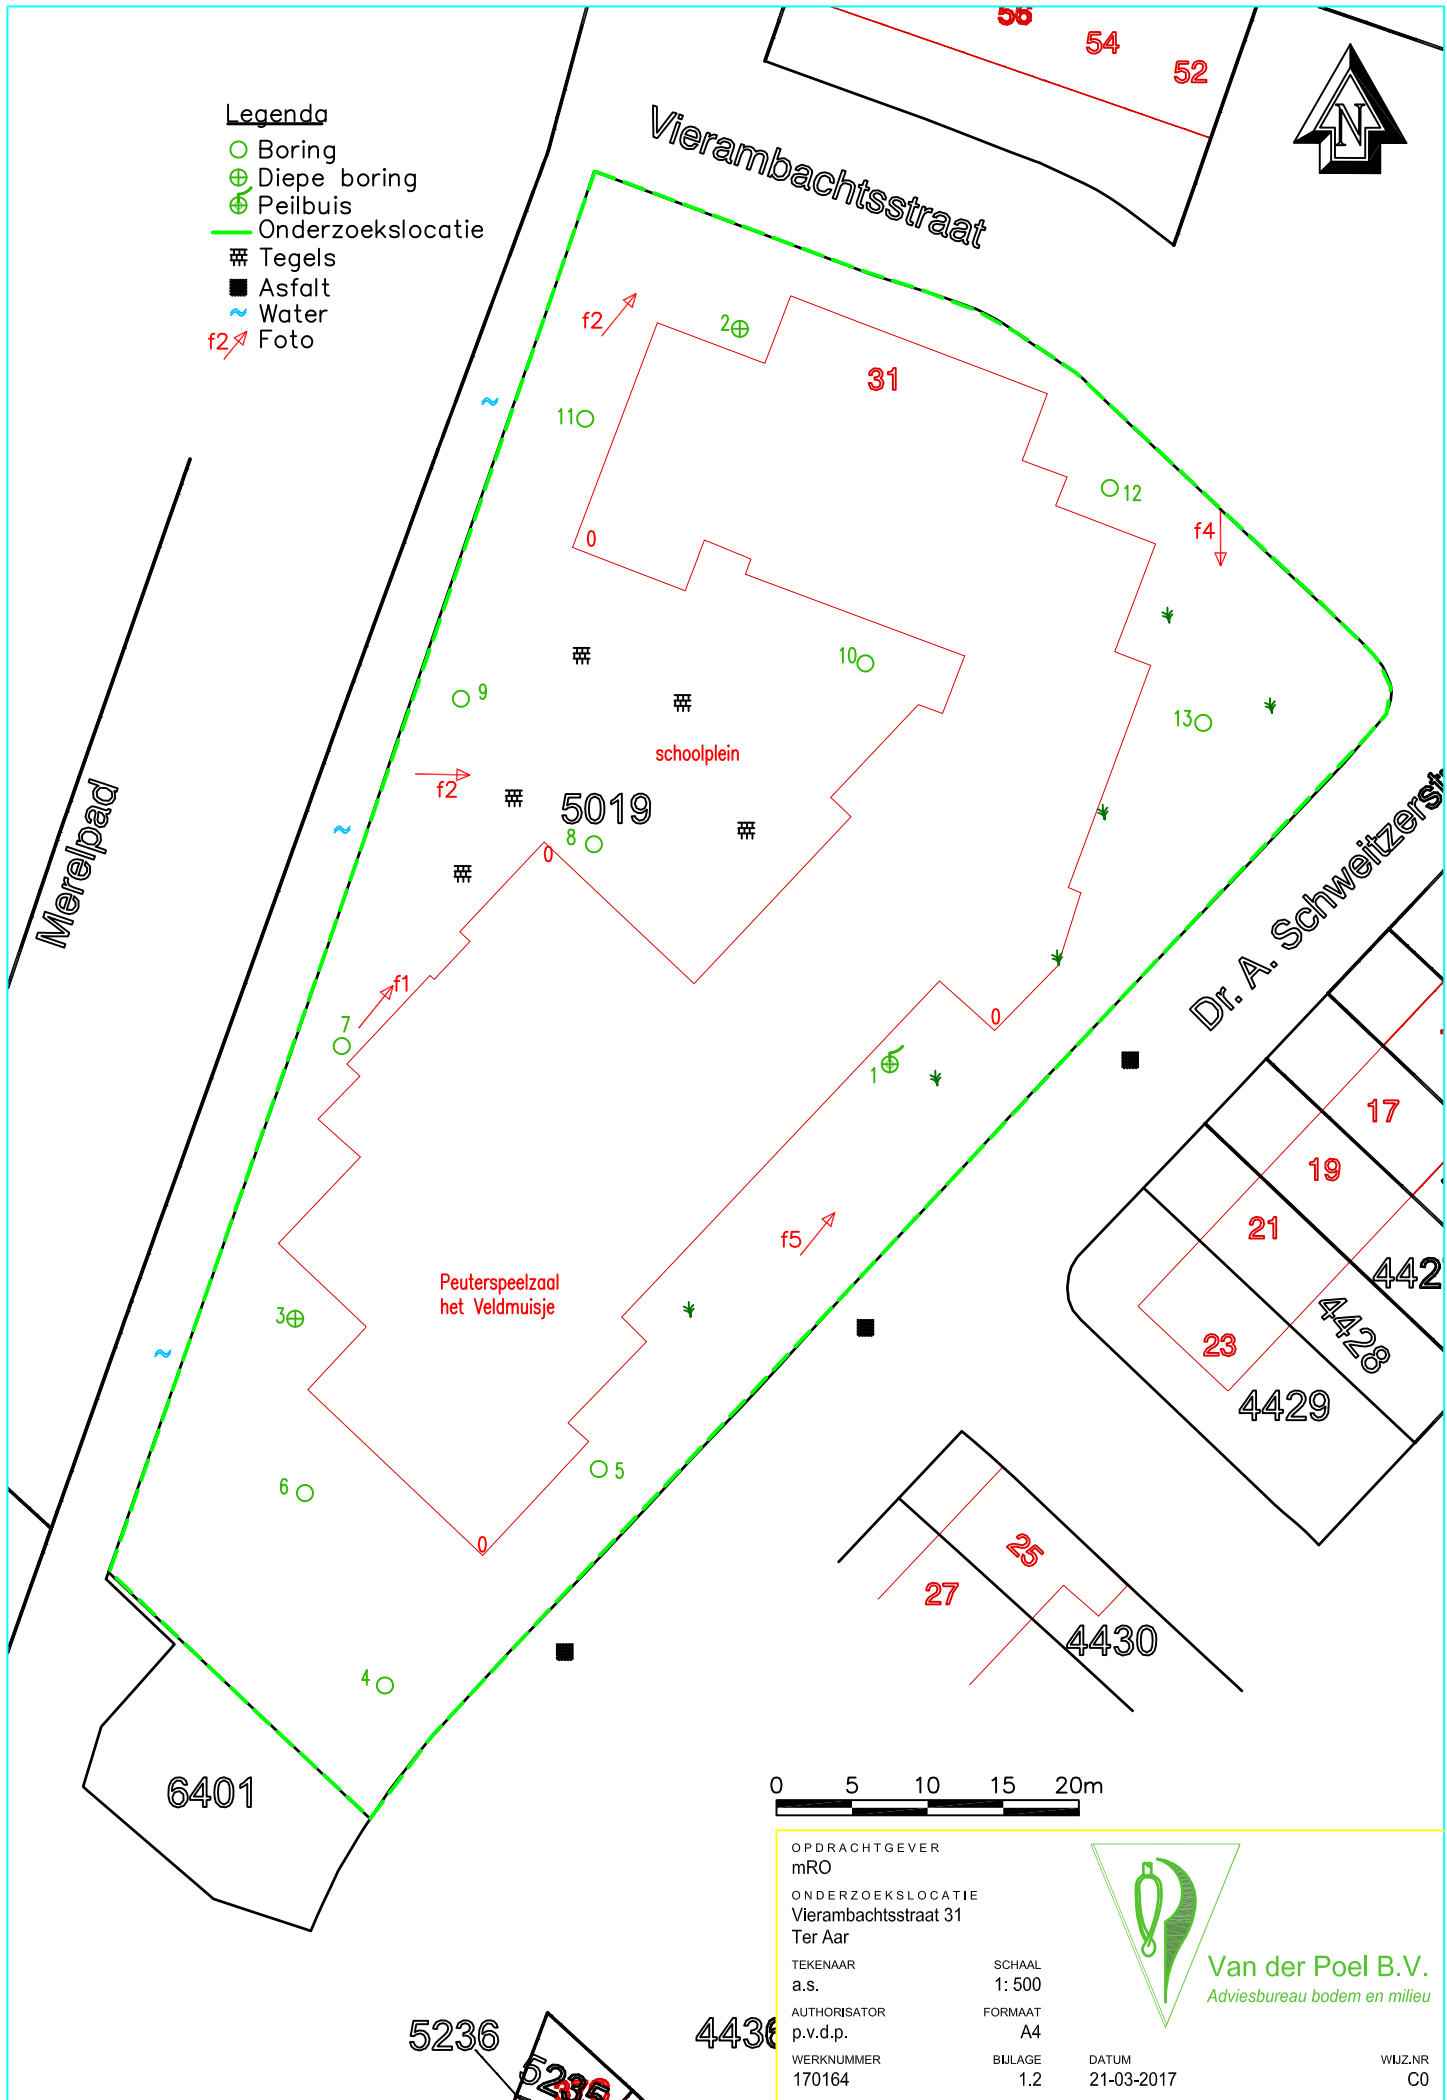 56
54
52
N
Legenda
Boring
Diepe boring
Peilbuis
Onderzoekslocatie
Tegels
Asfalt
Water
f2 Foto
Vierambachtsstraat
f2
2
31
11
12
f4
0
10
9
13
schoolplein
f2
5019
8
0
Merelpad
Dr. A. Schweitzerstr
f1
7
0
1
17
19
21
f5
4428
23
4429
Peuterspeelzaal
het Veldmuisje
3
5
6
0
25
27
4430
4
6401
0 5 10 15 20m
OPDRACHTGEVER
mRO
ONDERZOEKSLOCATIE
Vierambachtsstraat 31
Ter Aar
TEKENAAR SCHAAL
a.s. 1: 500
AUTHORISATOR FORMAAT
p.v.d.p. A4
WERKNUMMER BIJLAGE DATUM WIJZ.NR
170164 1.2 21-03-2017 C0
Van der Poel B.V.
Adviesbureau bodem en milieu
5236
4436
5235